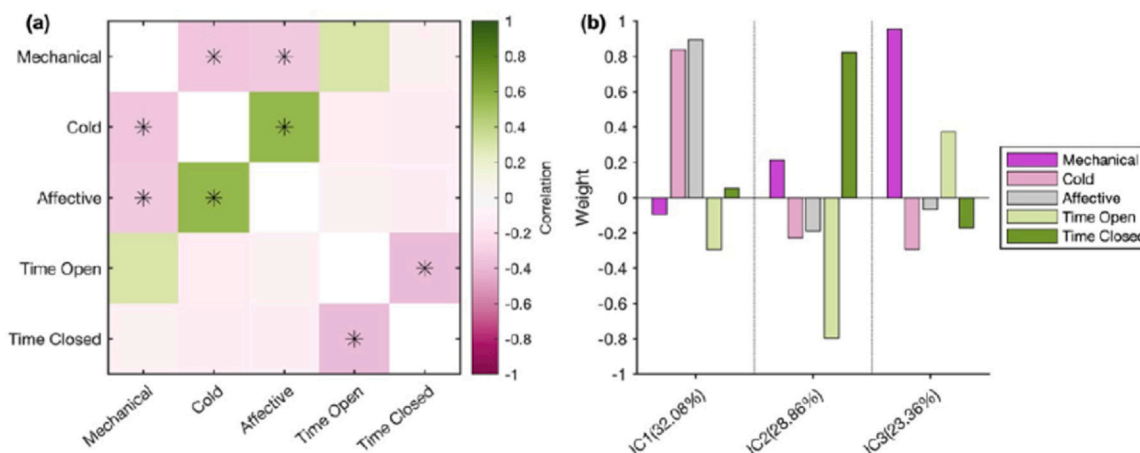 (a)
Mechanical
Cold
Affective
Time Open
Time Closed
Mechanical
Cold
Affective
Time Open
Time Closed
1
0.8
0.6
0.4
0.2
0
-0.2
-0.4
-0.6
-0.8
-1
Correlation
(b)
1
0.8
0.6
0.4
0.2
0
-0.2
-0.4
-0.6
-0.8
-1
Weight
IC1(32.08%)
IC2(28.86%)
IC3(23.36%)
Mechanical
Cold
Affective
Time Open
Time Closed